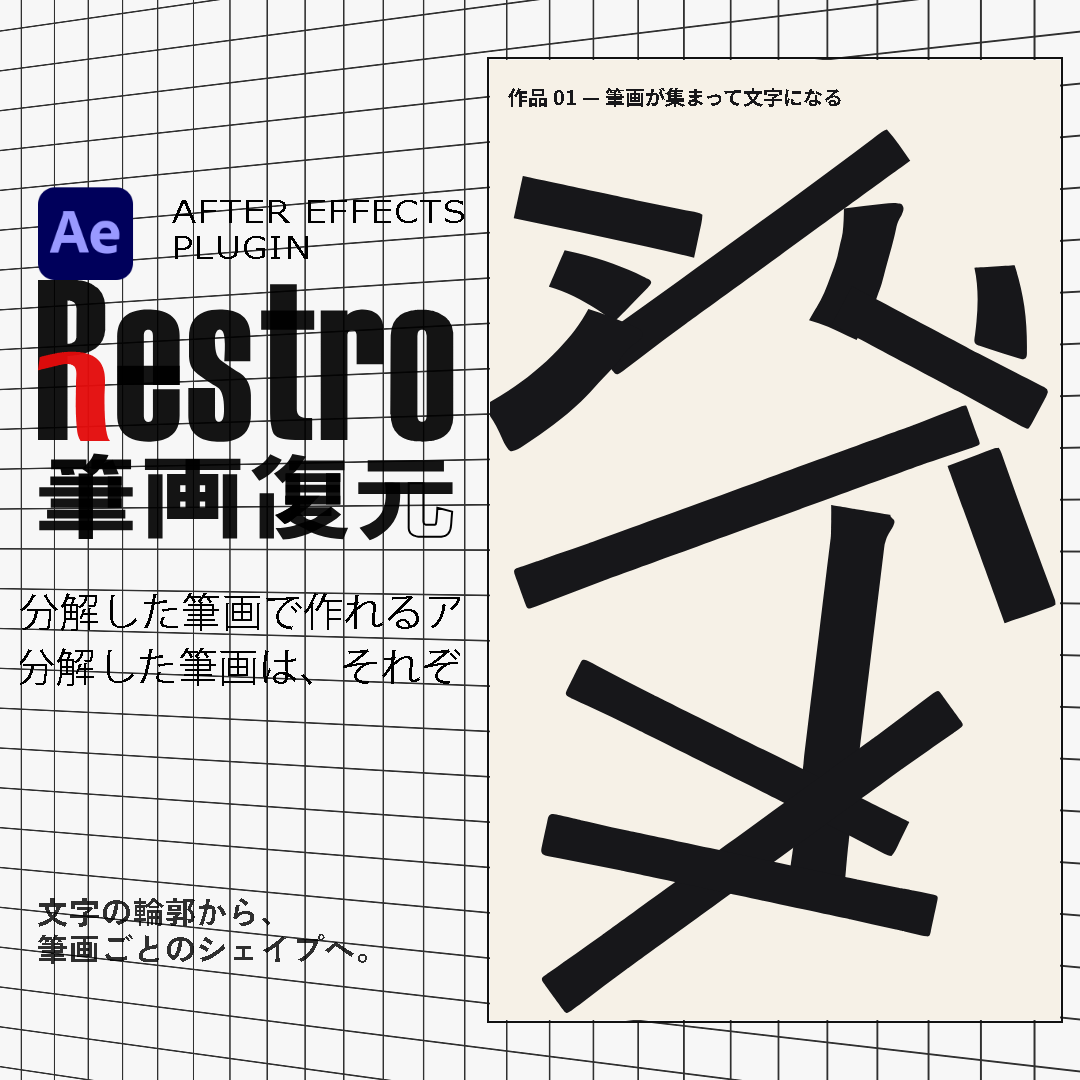 作品 01 — 筆画が集まって文字になる
Ae
AFTER EFFECTS
PLUGIN
Restro
筆画復元
分解した筆画で作れるア
分解した筆画は、それぞ
文字の輪郭から、
筆画ごとのシェイプへ。